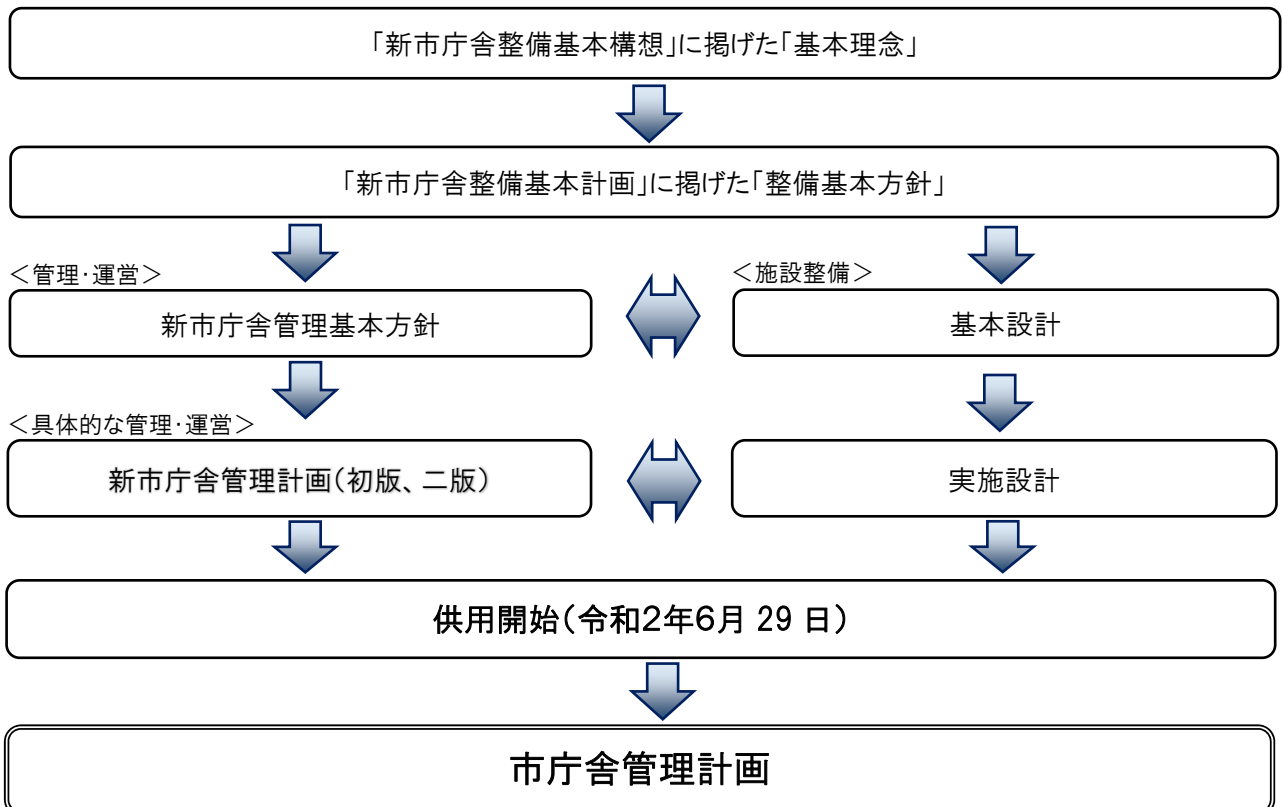 「新市庁舎整備基本構想」に掲げた「基本理念」
「新市庁舎整備基本計画」に掲げた「整備基本方針」
＜管理・運営＞
新市庁舎管理基本方針
＜施設整備＞
基本設計
＜具体的な管理・運営＞
新市庁舎管理計画（初版、二版）
実施設計
供用開始（令和２年６月 29 日）
市庁舎管理計画